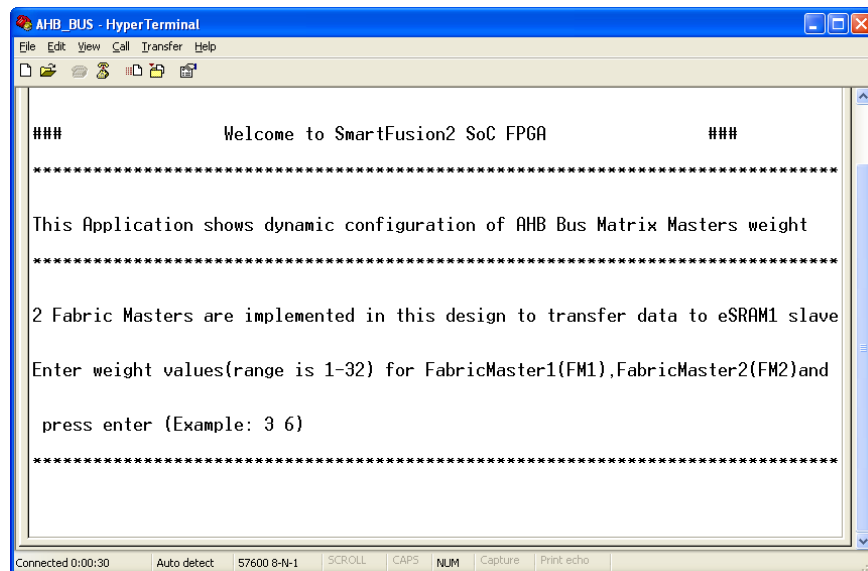 AHB_BUS - HyperTerminal
File Edit View Call Transfer Help
### Welcome to SmartFusion2 SoC FPGA ###
********************************************************************************
This Application shows dynamic configuration of AHB Bus Matrix Masters weight
********************************************************************************
2 Fabric Masters are implemented in this design to transfer data to eSRAM1 slave
Enter weight values(range is 1-32) for FabricMaster1(FM1),FabricMaster2(FM2)and
press enter (Example: 3 6)
********************************************************************************
Connected 0:00:30 Auto detect 57600 8-N-1 SCROLL CAPS NUM Capture Print echo